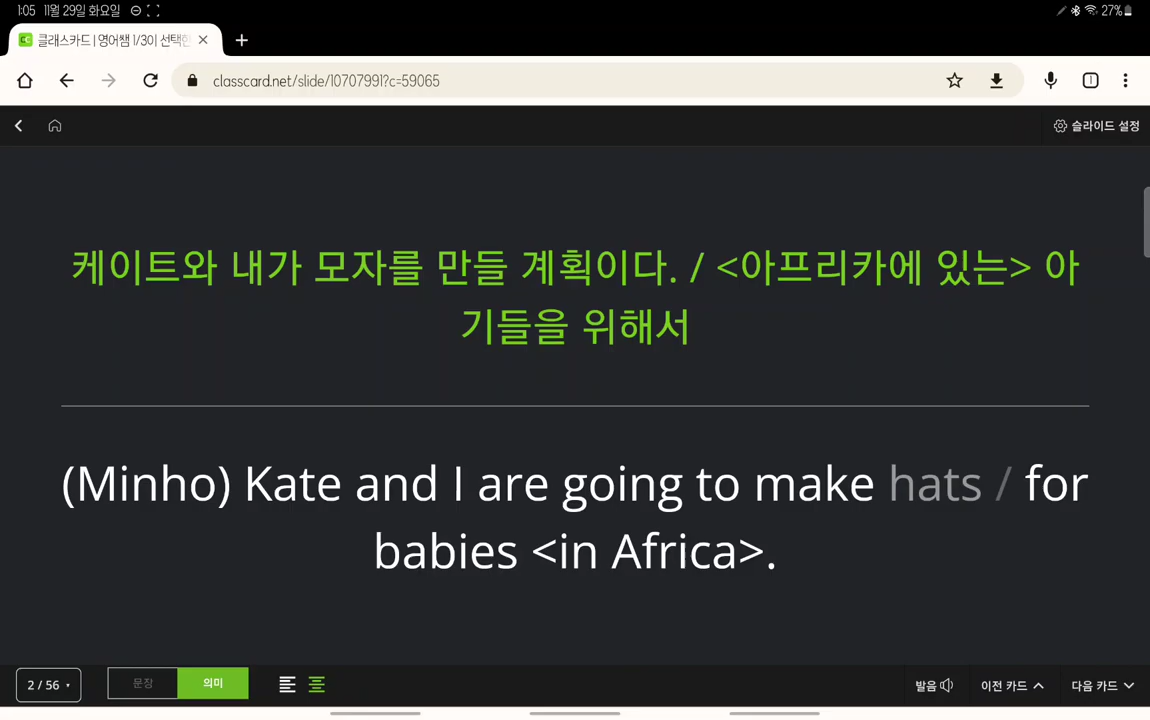 1:05 11월 29일 화요일
27%
클래스카드 | 영어쌤 1/3이 선택한
classcard.net/slide/10707991?c=59065
슬라이드 설정
케이트와 내가 모자를 만들 계획이다. / <아프리카에 있는> 아
기들을 위해서
(Minho) Kate and I are going to make hats / for
babies <in Africa>.
2 / 56
문장
의미
발음
이전 카드
다음 카드